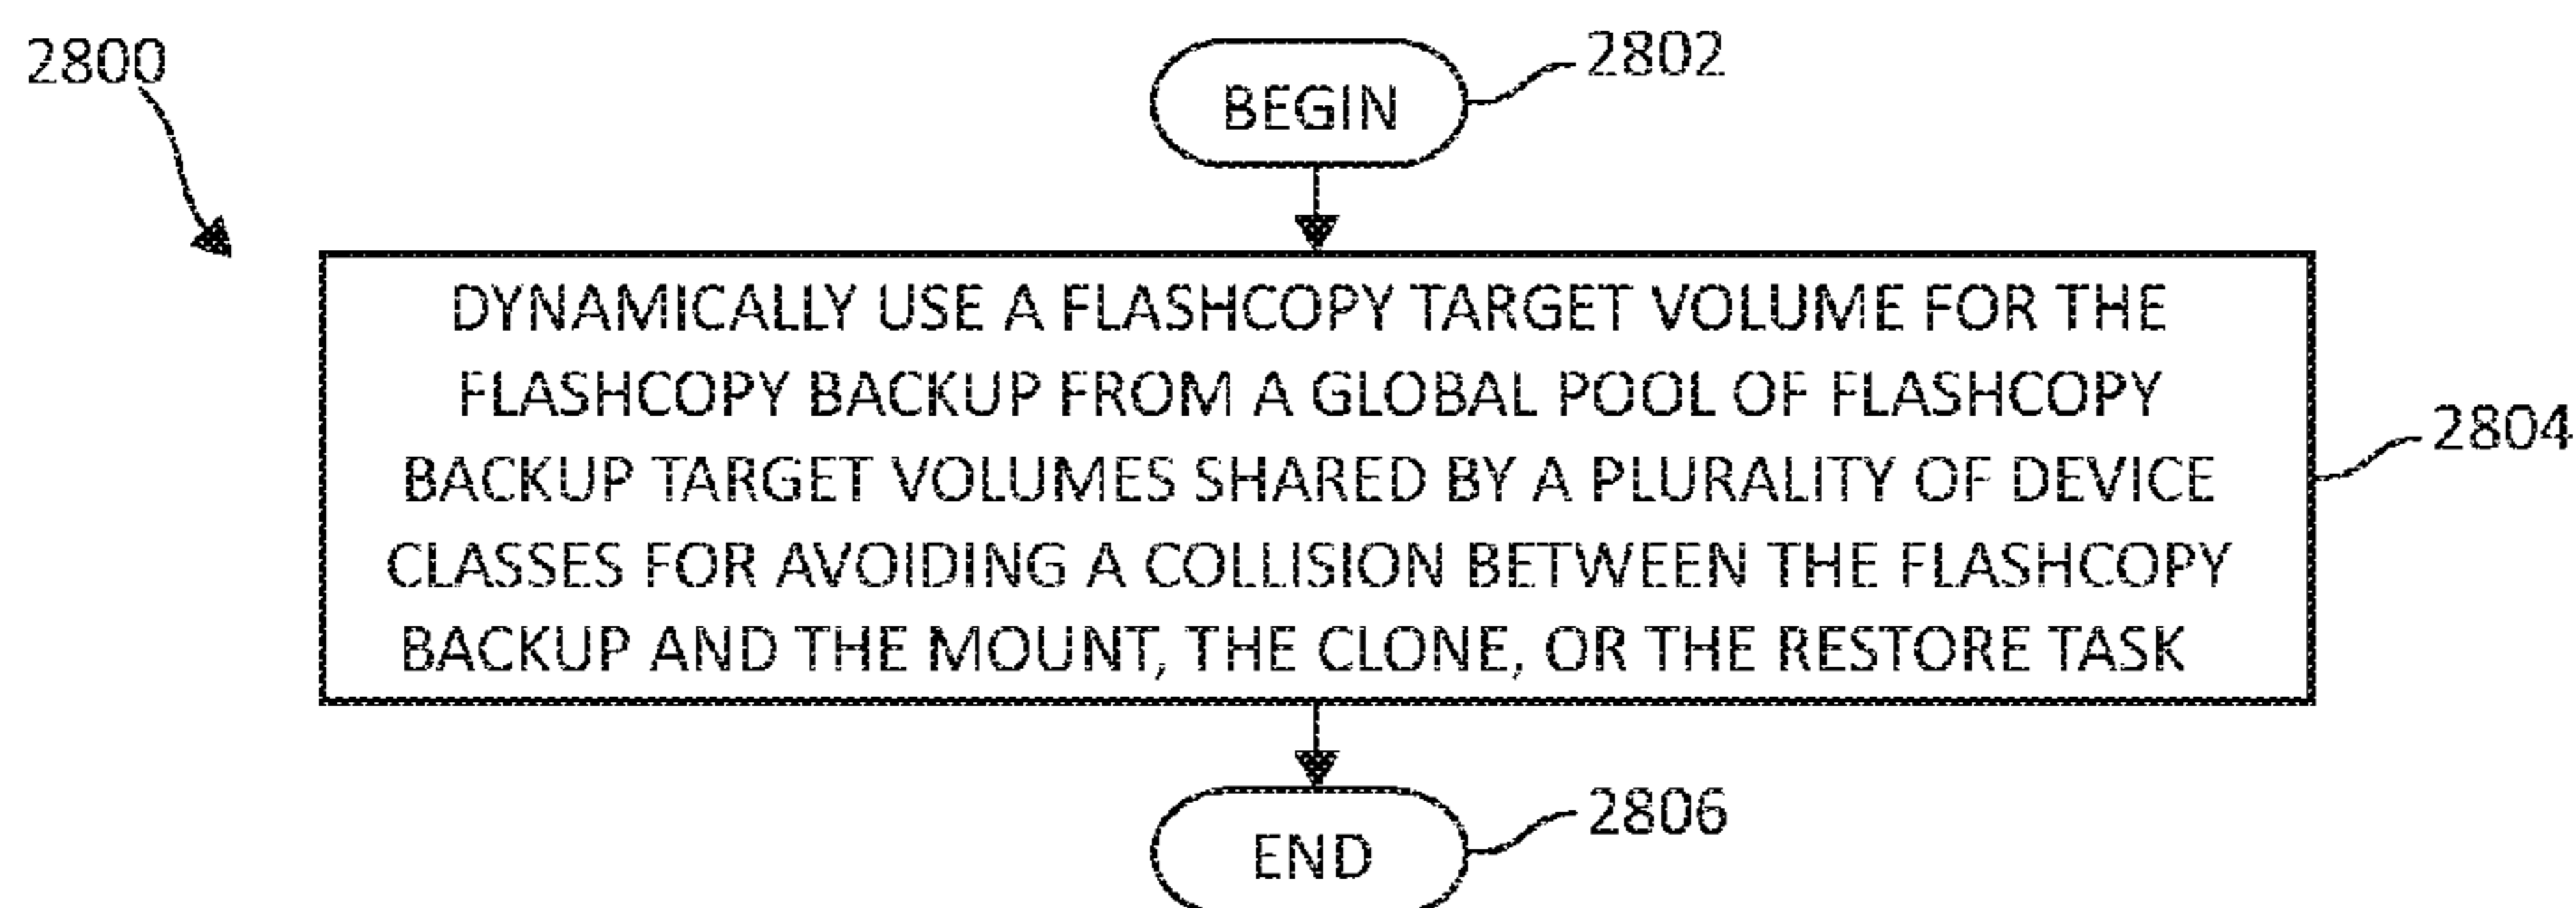 2800
BEGIN
2802
DYNAMICALLY USE A FLASHCOPY TARGET VOLUME FOR THE
FLASHCOPY BACKUP FROM A GLOBAL POOL OF FLASHCOPY
BACKUP TARGET VOLUMES SHARED BY A PLURALITY OF DEVICE
CLASSES FOR AVOIDING A COLLISION BETWEEN THE FLASHCOPY
BACKUP AND THE MOUNT, THE CLONE, OR THE RESTORE TASK
2804
END
2806